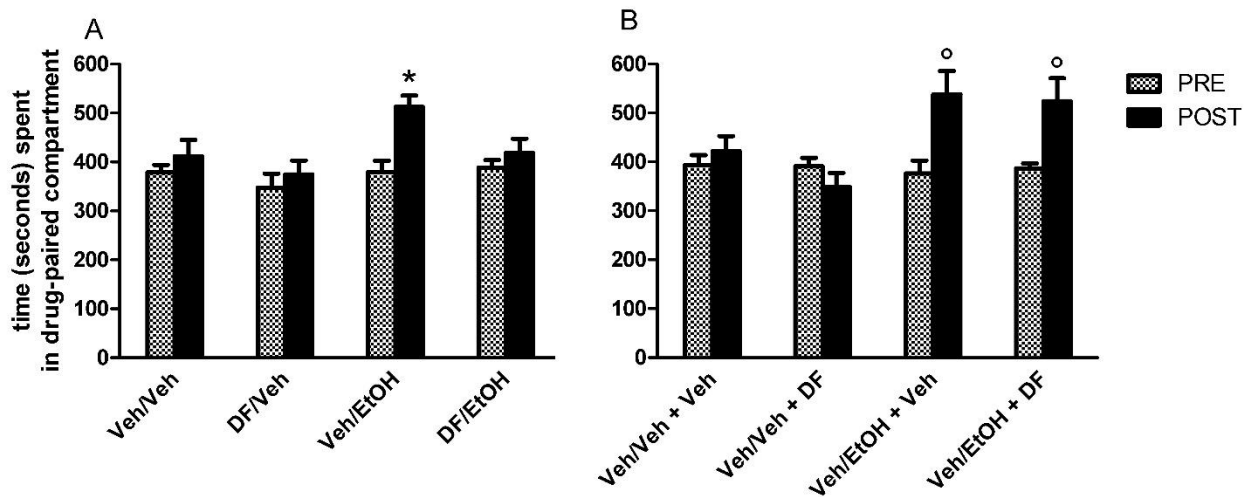 A
time (seconds) spent
in drug-paired compartment
600
500
400
300
200
100
0
*
Veh/Veh
DF/Veh
Veh/EtOH
DF/EtOH
B
600
500
400
300
200
100
0
°
°
Veh/Veh + Veh
Veh/Veh + DF
Veh/EtOH + Veh
Veh/EtOH + DF
PRE
POST